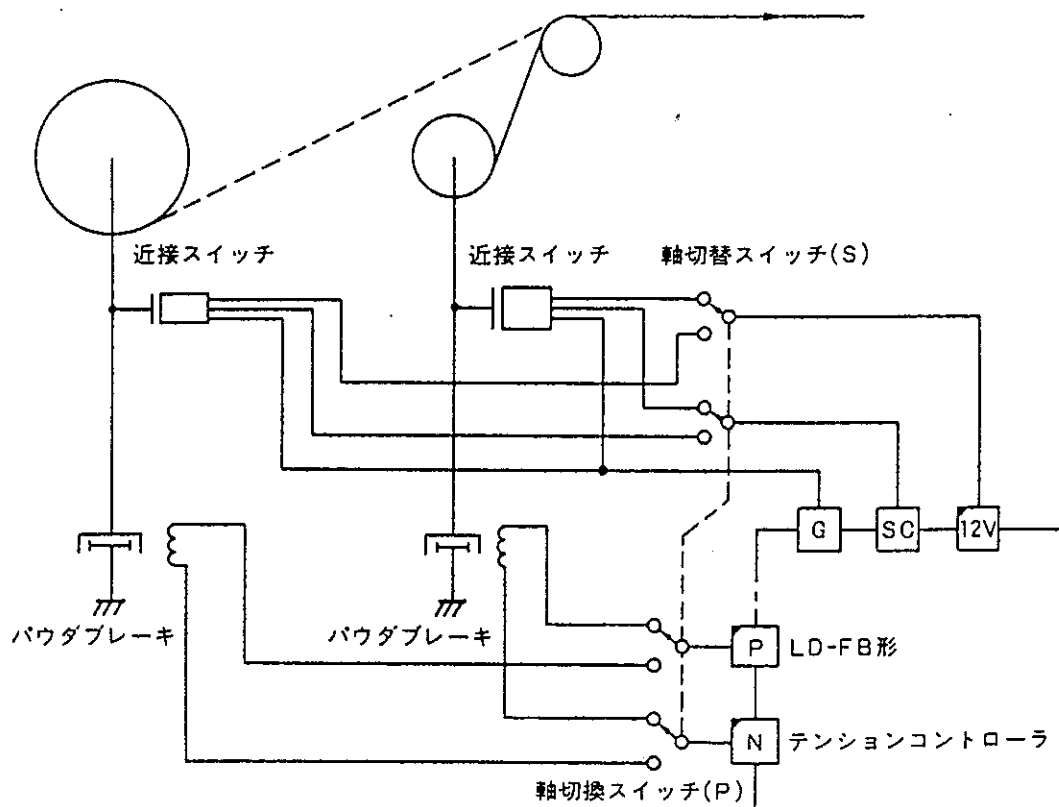 近接スイッチ
近接スイッチ
軸切替スイッチ(S)
G
SC
12V
パウダブレーキ
パウダブレーキ
P
LD-FB形
N
テンションコントローラ
軸切換スイッチ(P)